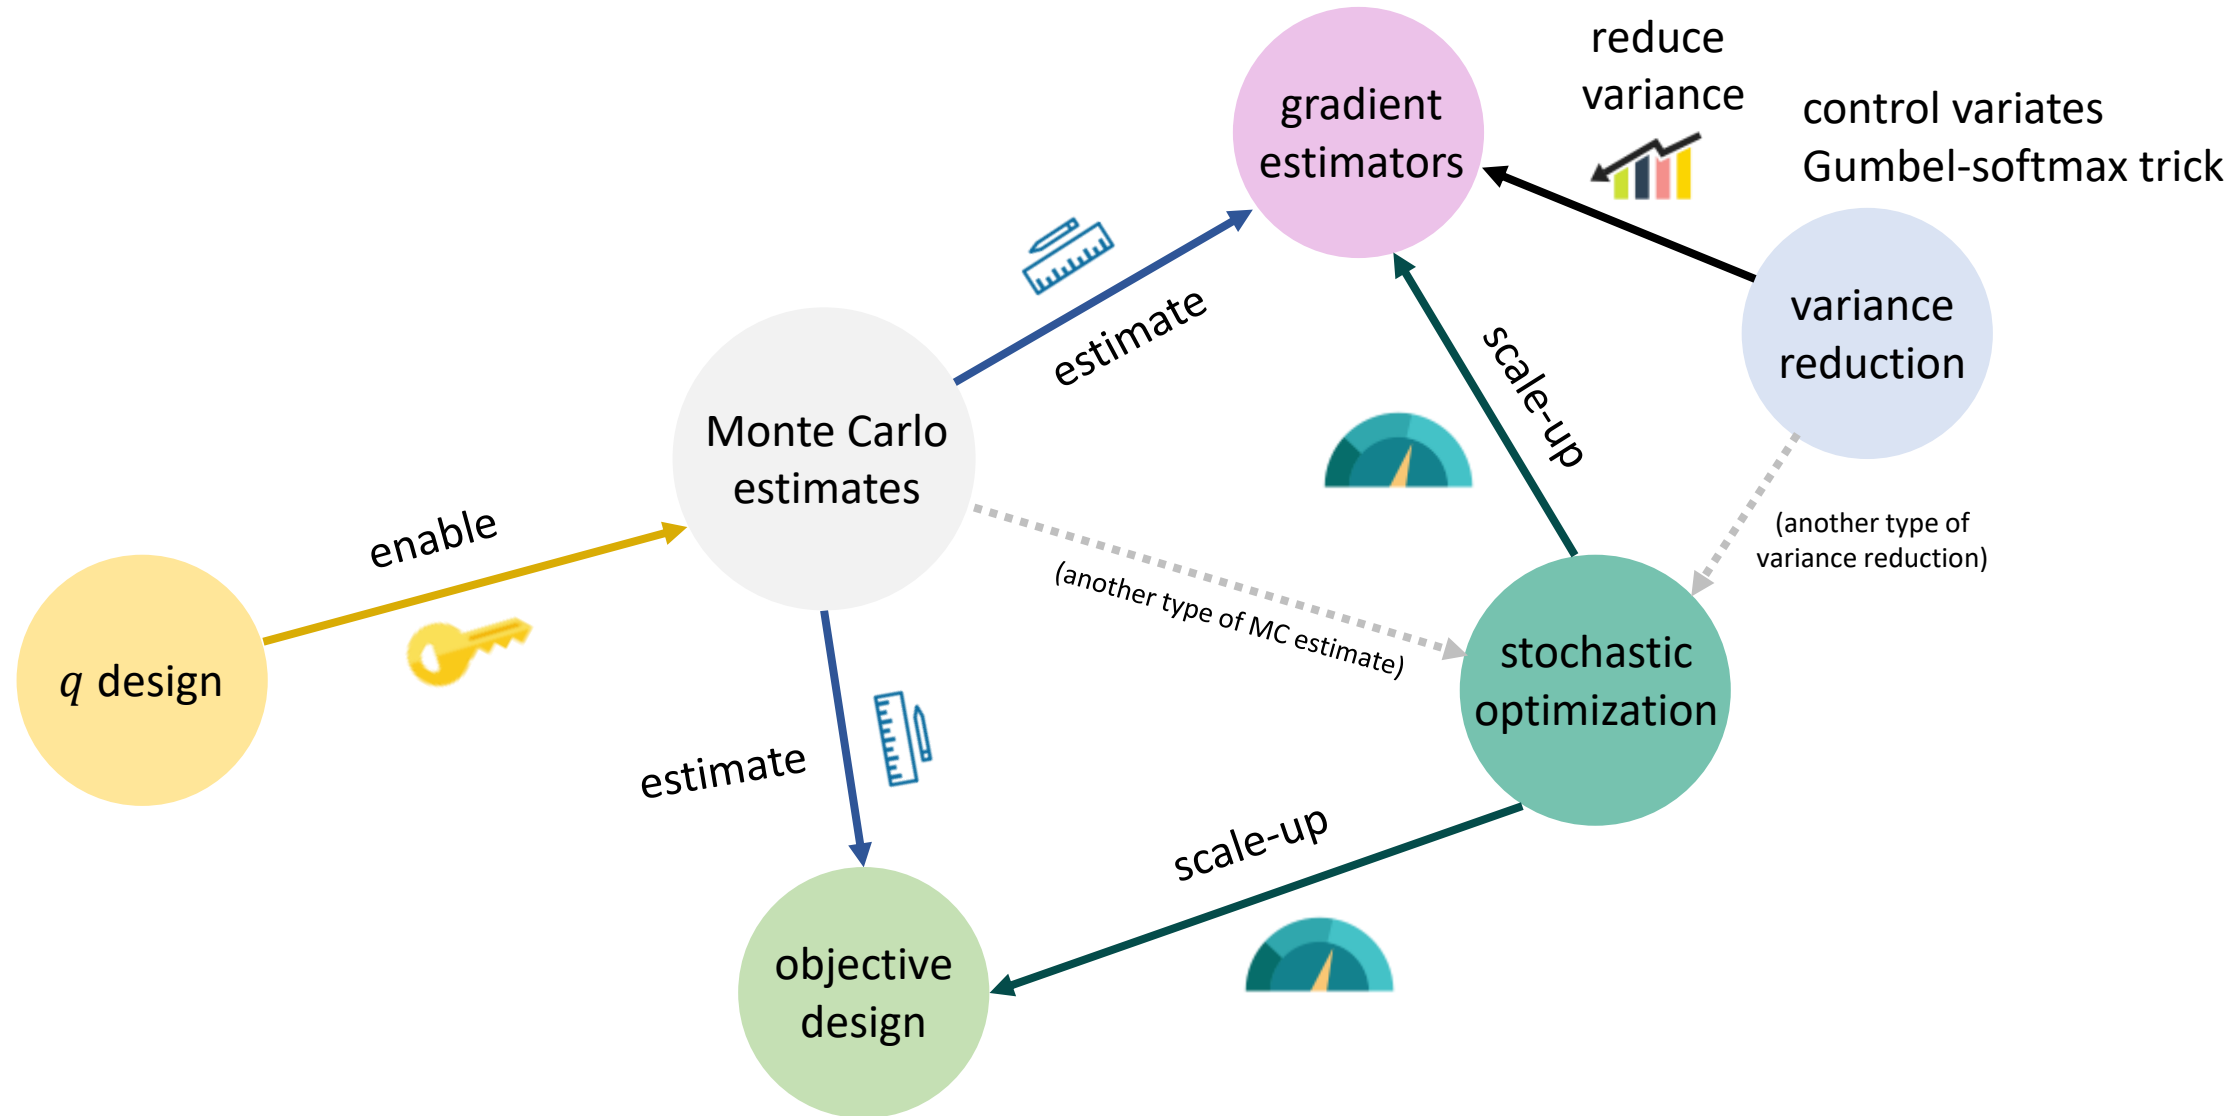 reduce
variance
control variates
Gumbel-softmax trick
gradient
estimators
variance
reduction
estimate
scale-up
Monte Carlo
estimates
(another type of
variance reduction)
enable
(another type of MC estimate)
q design
stochastic
optimization
estimate
scale-up
objective
design